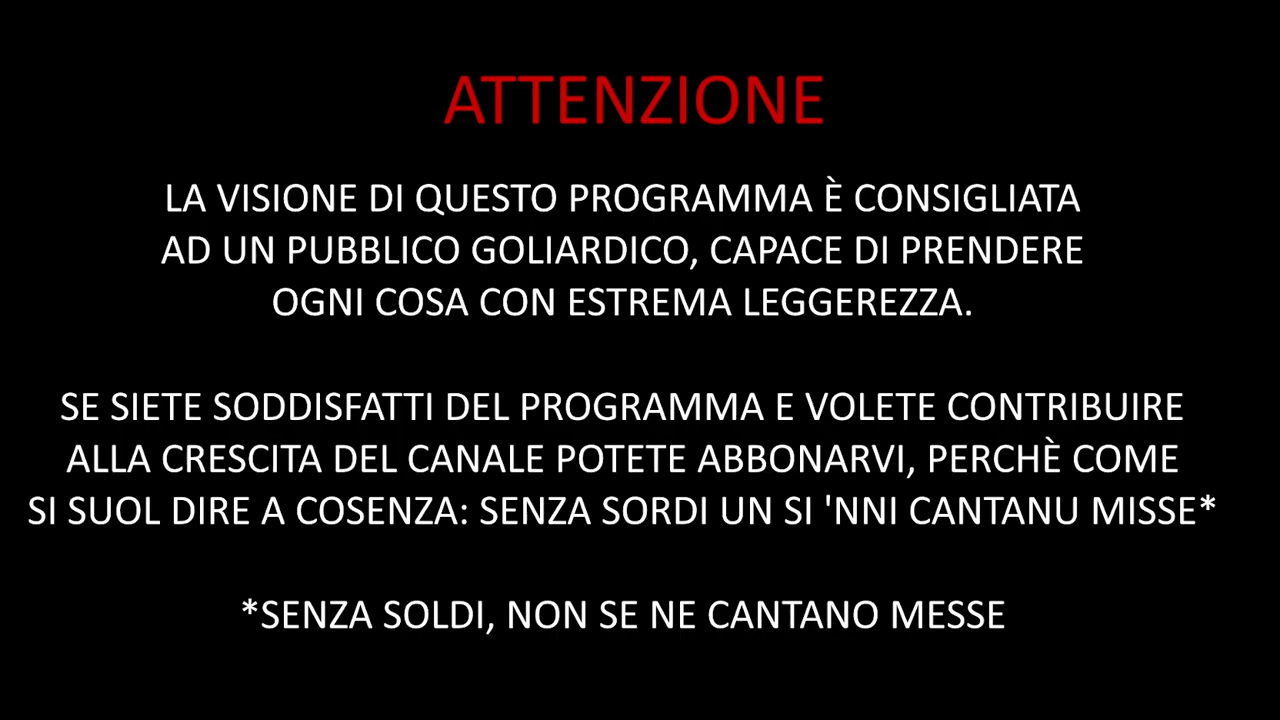 ATTENZIONE
LA VISIONE DI QUESTO PROGRAMMA È CONSIGLIATA
AD UN PUBBLICO GOLIARDICO, CAPACE DI PRENDERE
OGNI COSA CON ESTREMA LEGGEREZZA.
SE SIETE SODDISFATTI DEL PROGRAMMA E VOLETE CONTRIBUIRE
ALLA CRESCITA DEL CANALE POTETE ABBONARVI, PERCHÈ COME
SI SUOL DIRE A COSENZA: SENZA SORDI UN SI 'NNI CANTANU MISSE*
*SENZA SOLDI, NON SE NE CANTANO MESSE